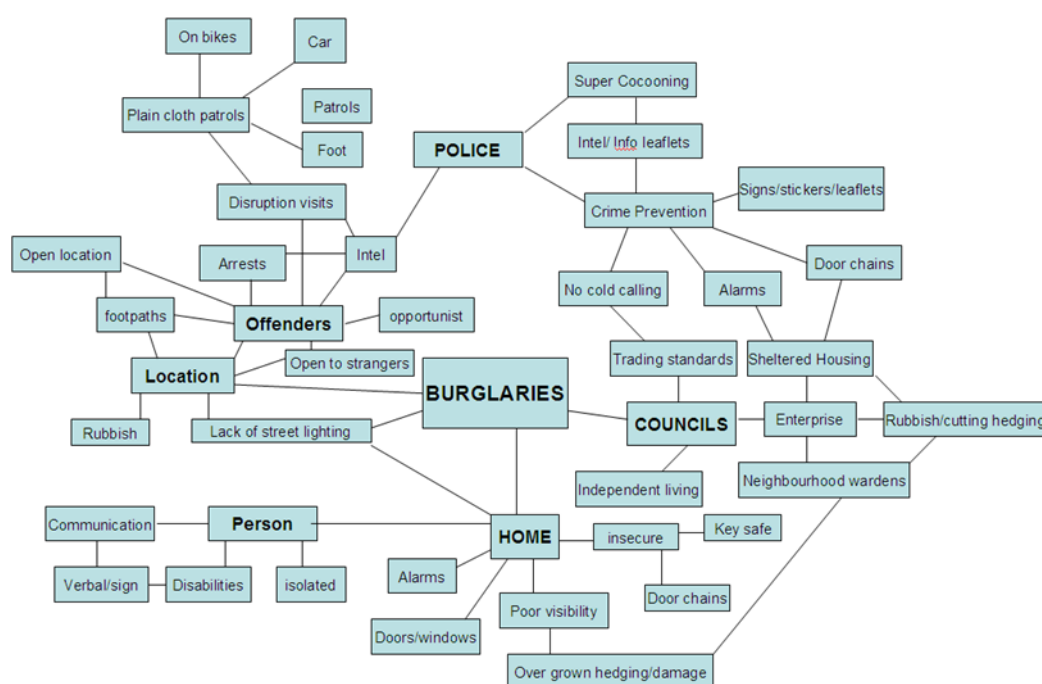 On bikes
Car
Super Cocooning
Plain cloth patrols
Patrols
Foot
POLICE
Intel/ Info leaflets
Signs/stickers/leaflets
Disruption visits
Crime Prevention
Open location
Arrests
Intel
Door chains
No cold calling
Alarms
footpaths
Offenders
opportunist
Open to strangers
Trading standards
Sheltered Housing
Location
BURGLARIES
Rubbish
Lack of street lighting
COUNCILS
Enterprise
Rubbish/cutting hedging
Independent living
Neighbourhood wardens
Communication
Person
HOME
insecure
Key safe
Verbal/sign
Disabilities
isolated
Alarms
Door chains
Poor visibility
Doors/windows
Over grown hedging/damage